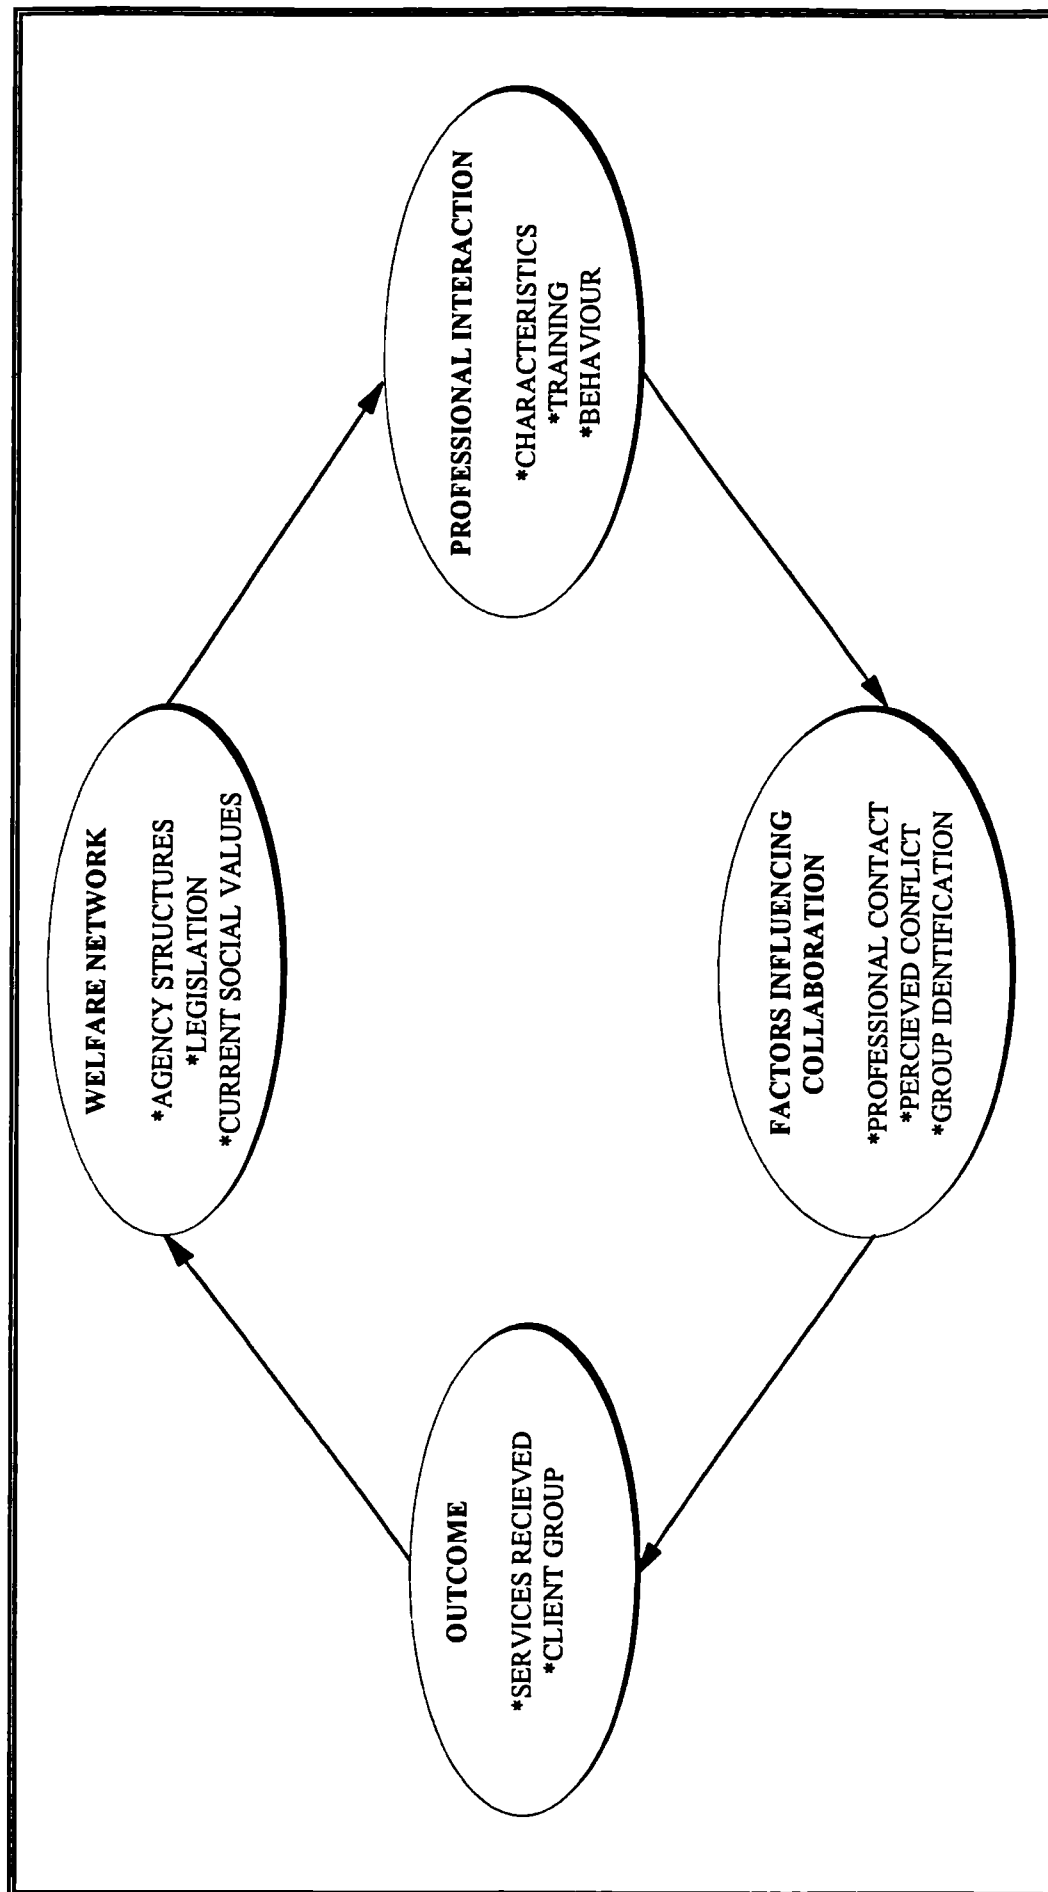 WELFARE NETWORK
*AGENCY STRUCTURES
*LEGISLATION
*CURRENT SOCIAL VALUES
PROFESSIONAL INTERACTION
*CHARACTERISTICS
*TRAINING
*BEHAVIOUR
FACTORS INFLUENCING
COLLABORATION
*PROFESSIONAL CONTACT
*PERCIEVED CONFLICT
*GROUP IDENTIFICATION
OUTCOME
*SERVICES RECIEVED
*CLIENT GROUP